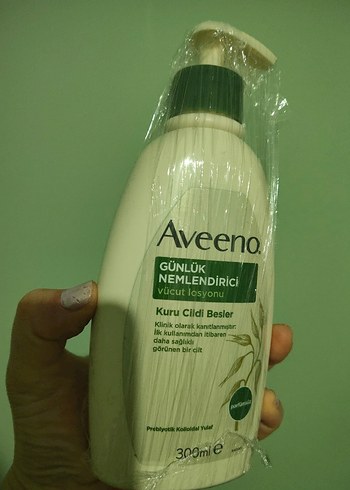 Aveeno
GÜNLÜK
NEMLENDİRİCİ
vücut losyonu
Kuru Cildi Besler
Klinik olarak kanıtlanmıştır:
İlk kullanımdan itibaren
daha sağlıklı
görünen bir cilt
Prebiyotik Kolloidal Yulaf
300ml e